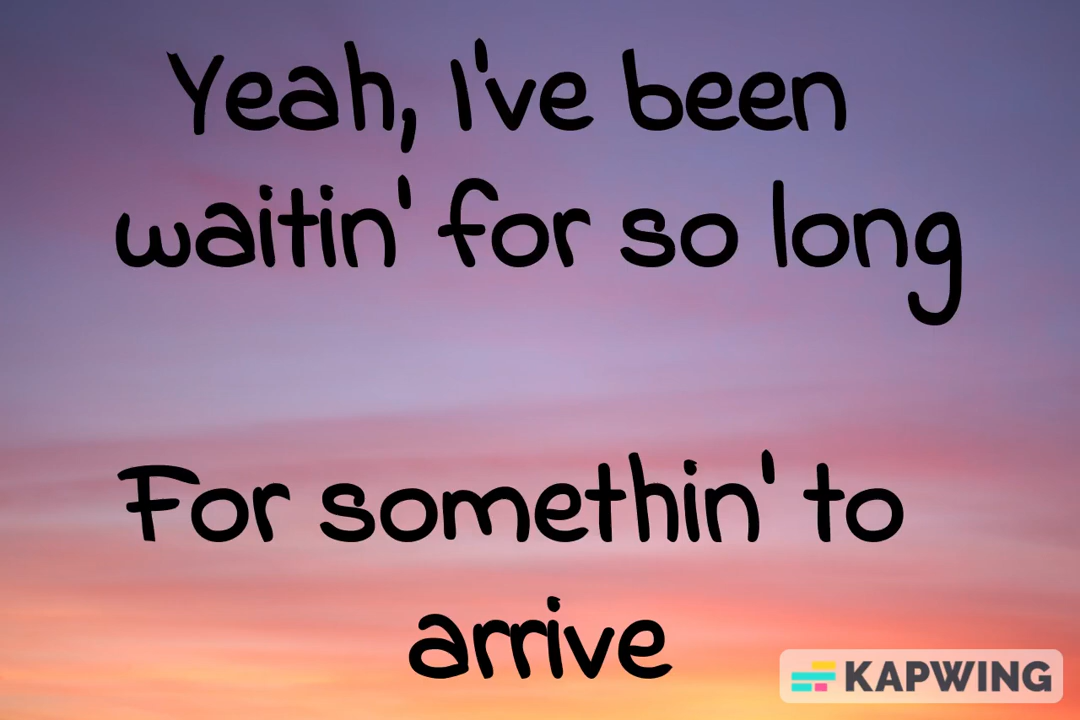 Yeah, I've been
waitin' for so long
For somethin' to
arrive
KAPWING